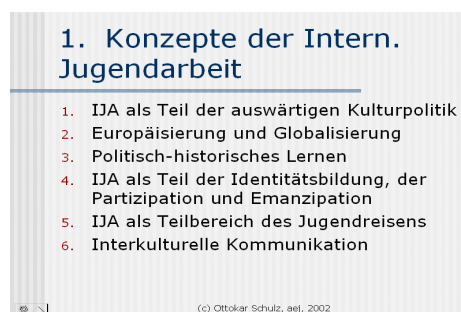 1. Konzepte der Intern.
Jugendarbeit
1. IJA als Teil der auswärtigen Kulturpolitik
2. Europäisierung und Globalisierung
3. Politisch-historisches Lernen
4. IJA als Teil der Identitätsbildung, der
Partizipation und Emanzipation
5. IJA als Teilbereich des Jugendreisens
6. Interkulturelle Kommunikation
(c) Ottokar Schulz, aej, 2002